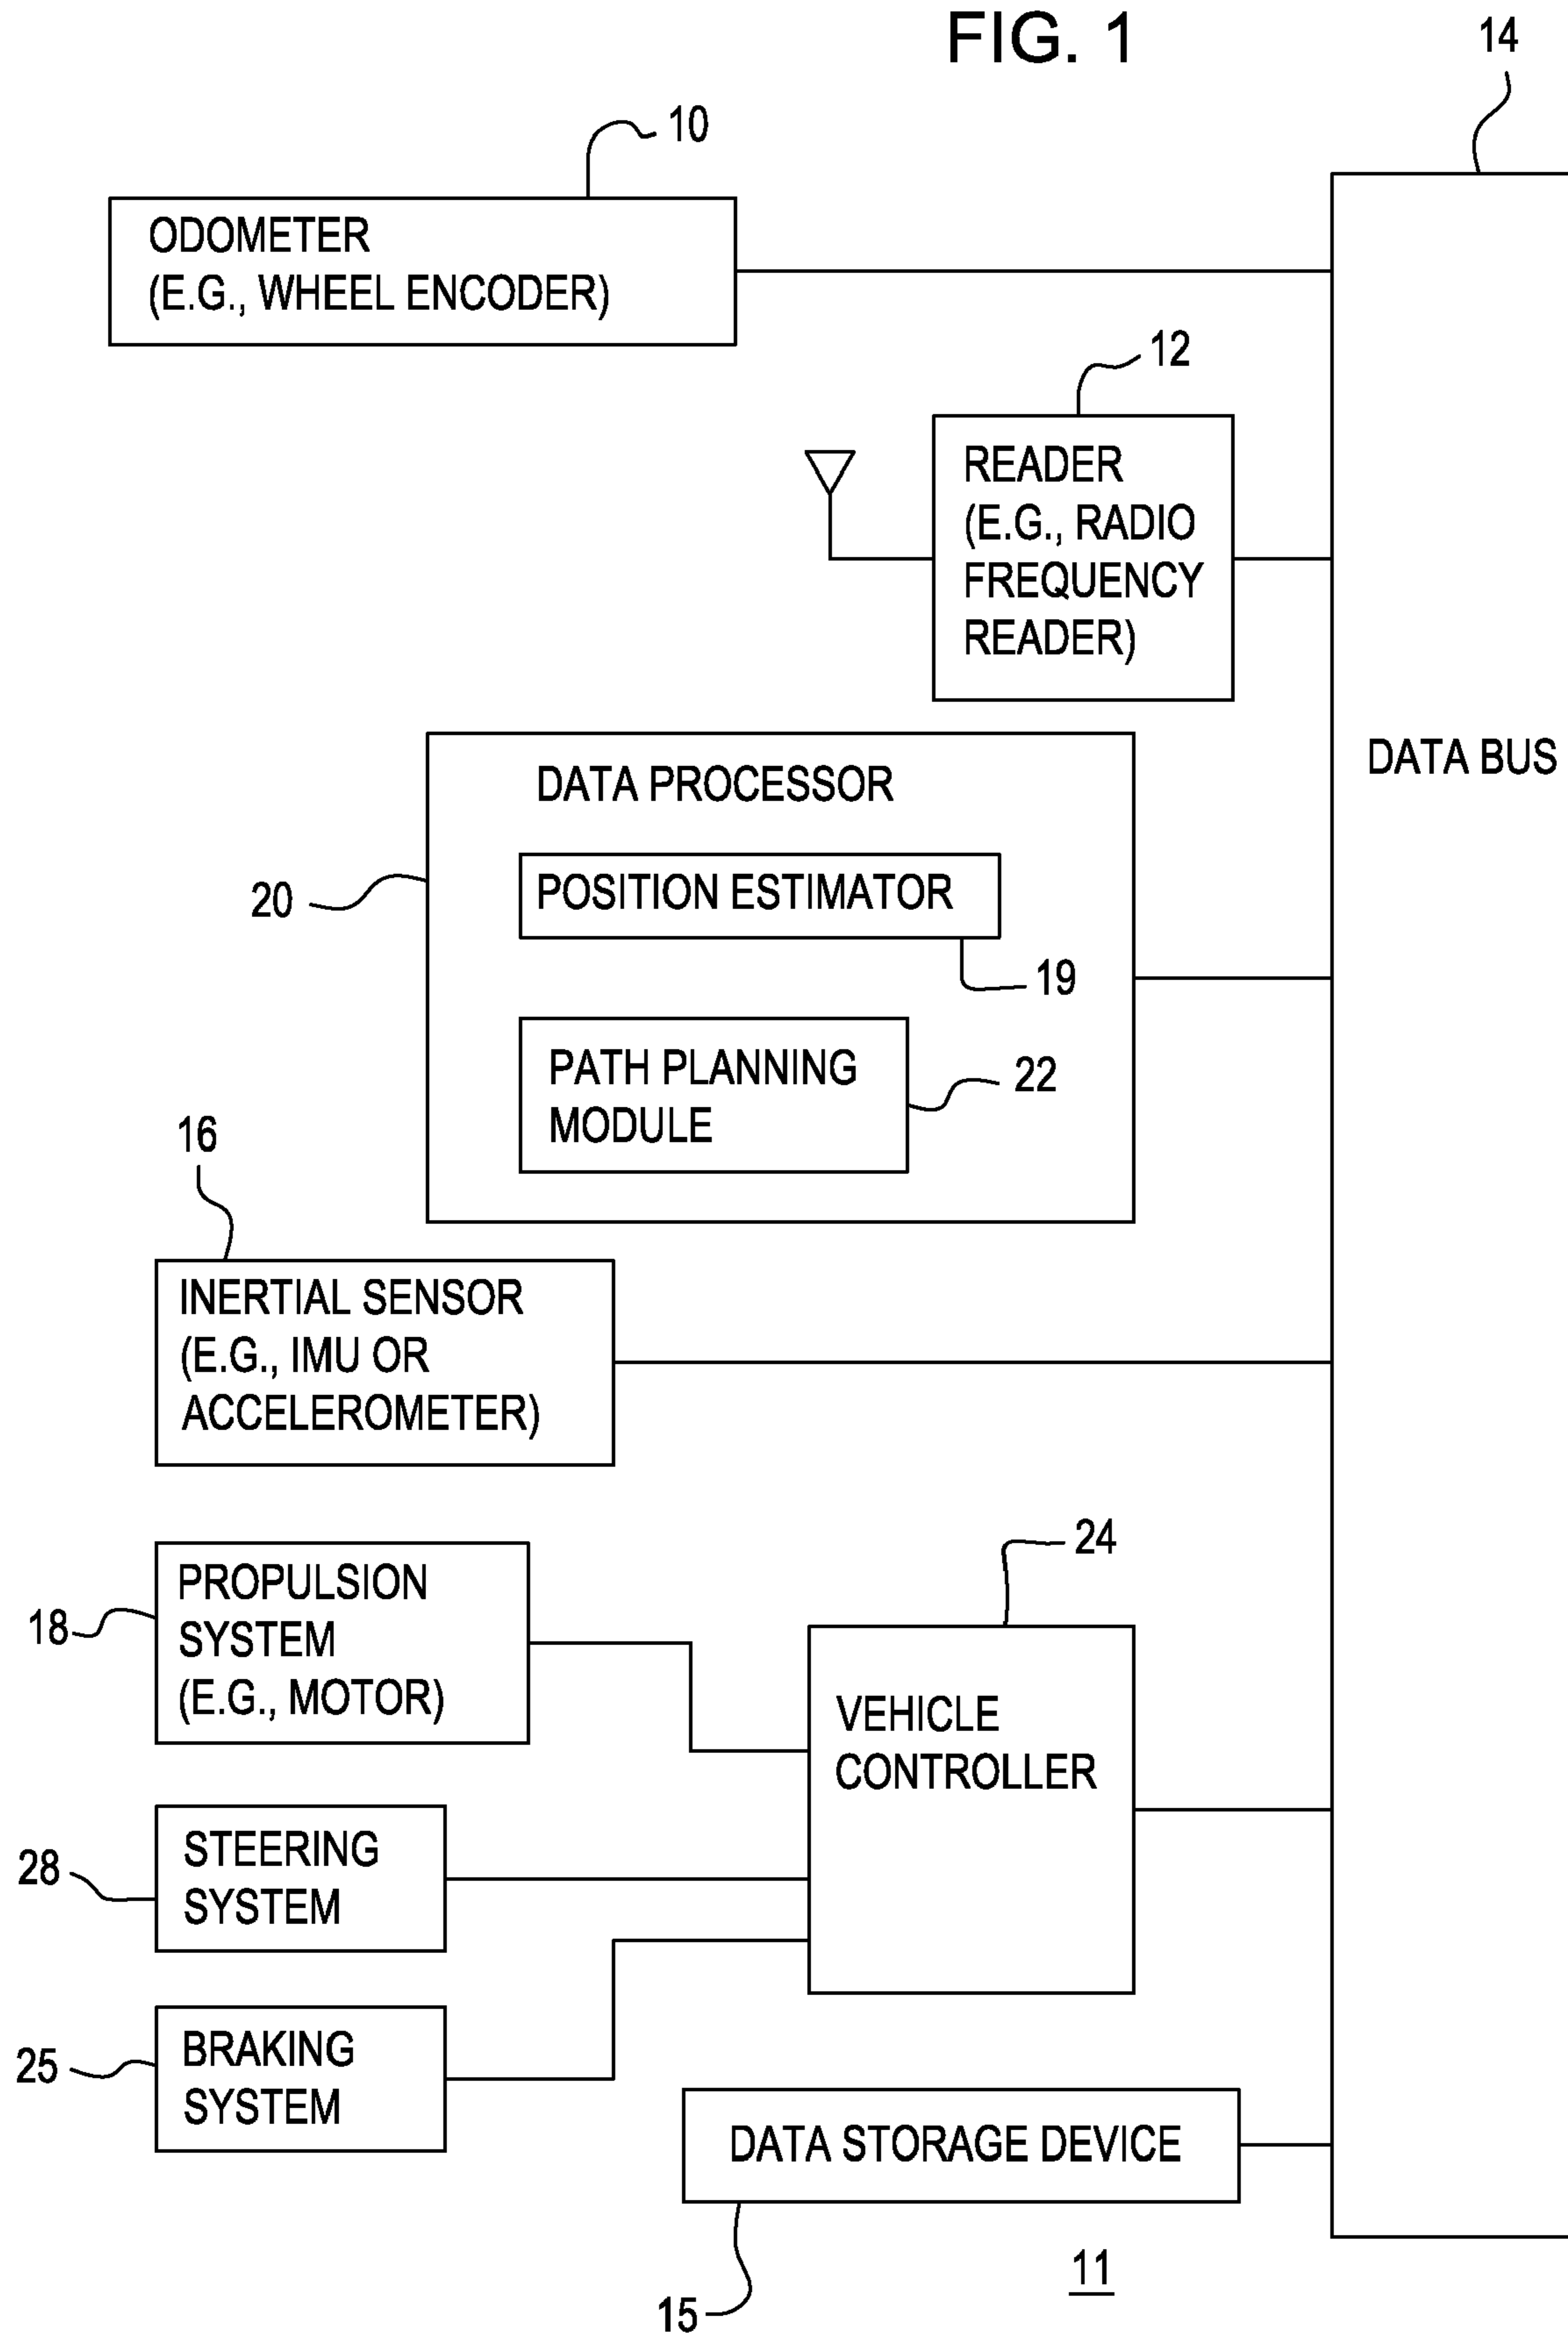 FIG. 1
14
10
ODOMETER
(E.G., WHEEL ENCODER)
12
READER
(E.G., RADIO
FREQUENCY
READER)
DATA BUS
DATA PROCESSOR
20
POSITION ESTIMATOR
19
PATH PLANNING
MODULE
22
16
INERTIAL SENSOR
(E.G., IMU OR
ACCELEROMETER)
18
PROPULSION
SYSTEM
(E.G., MOTOR)
24
VEHICLE
CONTROLLER
28
STEERING
SYSTEM
25
BRAKING
SYSTEM
DATA STORAGE DEVICE
15
11